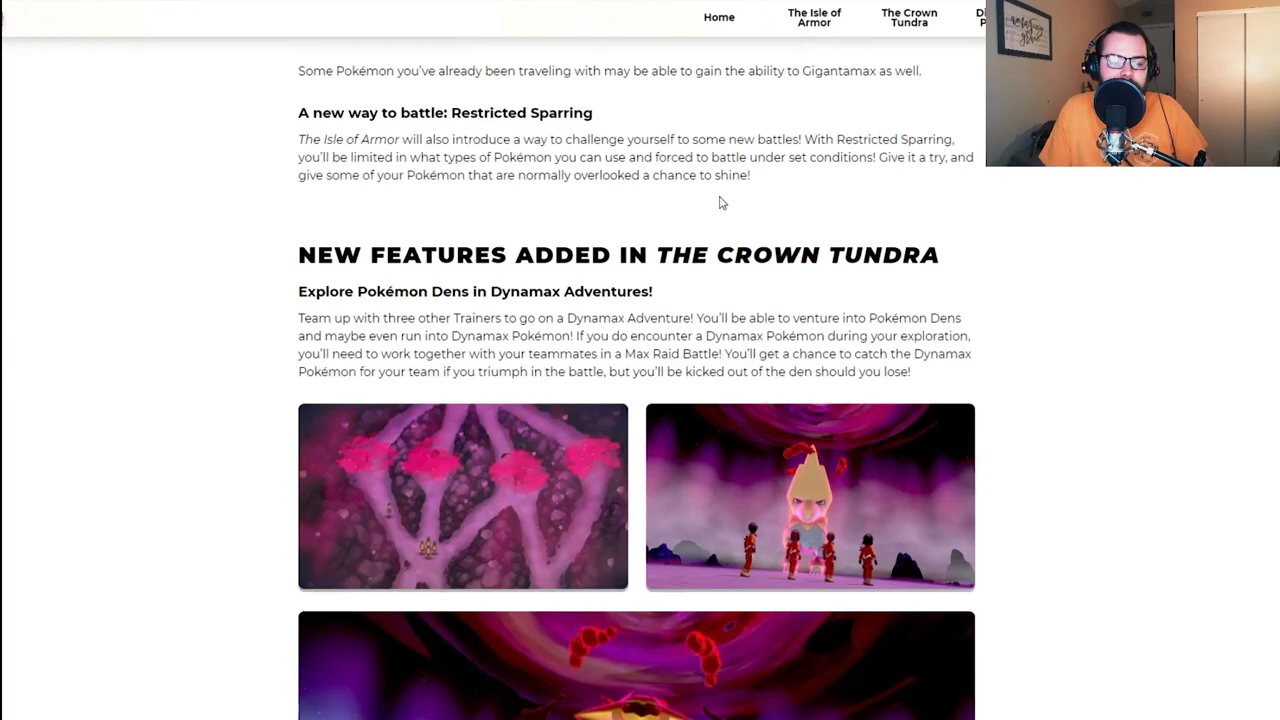 Home
The Isle of
Armor
The Crown
Tundra
Some Pokémon you've already been traveling with may be able to gain the ability to Gigantamax as well.
A new way to battle: Restricted Sparring
The Isle of Armor will also introduce a way to challenge yourself to some new battles! With Restricted Sparring,
you'll be limited in what types of Pokémon you can use and forced to battle under set conditions! Give it a try, and
give some of your Pokémon that are normally overlooked a chance to shine!
NEW FEATURES ADDED IN THE CROWN TUNDRA
Explore Pokémon Dens in Dynamax Adventures!
Team up with three other Trainers to go on a Dynamax Adventure! You'll be able to venture into Pokémon Dens
and maybe even run into Dynamax Pokémon! If you do encounter a Dynamax Pokémon during your exploration,
you'll need to work together with your teammates in a Max Raid Battle! You'll get a chance to catch the Dynamax
Pokémon for your team if you triumph in the battle, but you'll be kicked out of the den should you lose!
amazing
grace